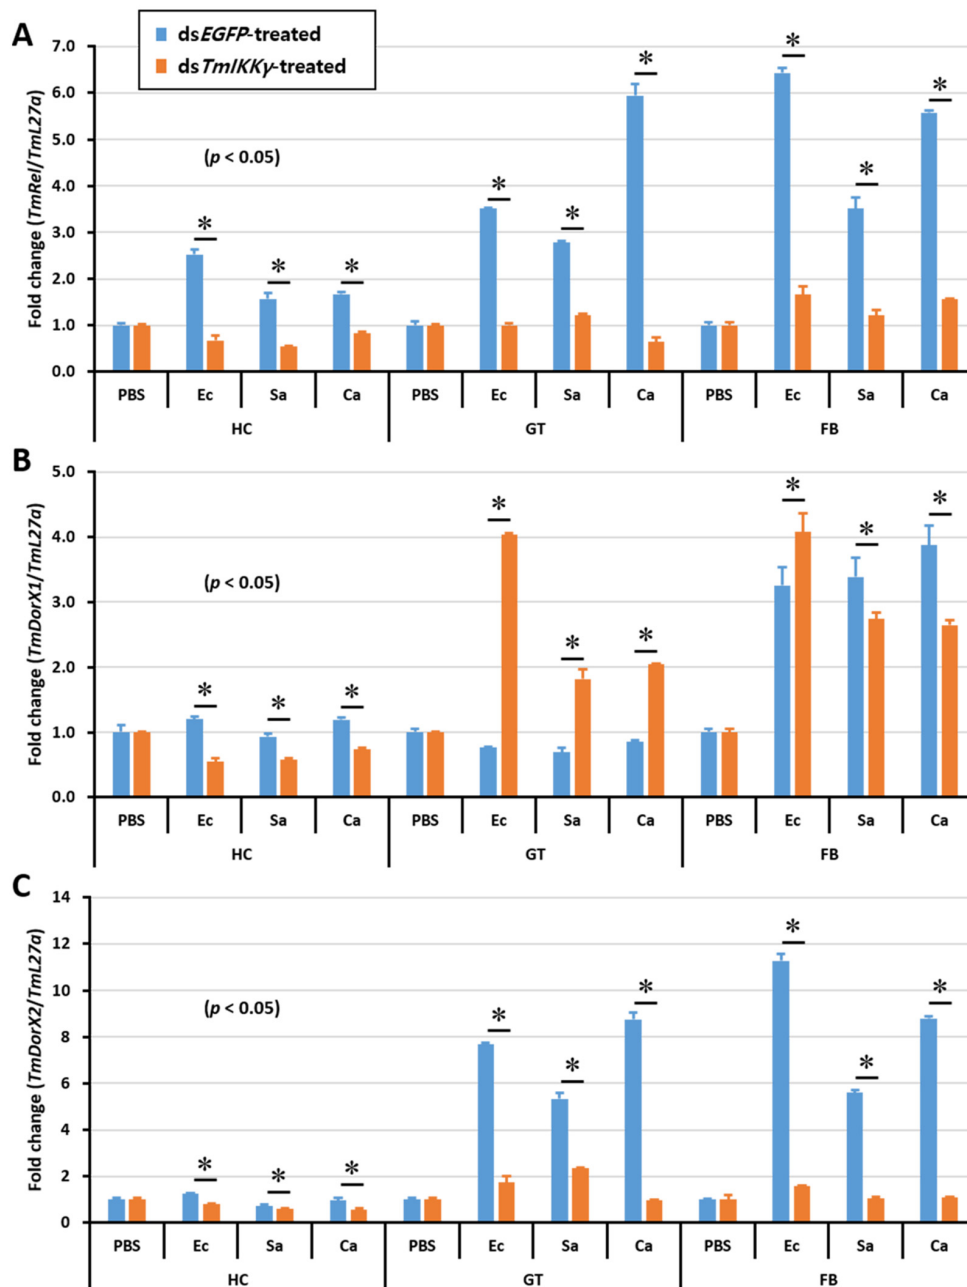 A
dsEGFP-treated
dsTmIKKγ-treated
Fold change (TmRel/TmL27a)
7.0
6.0
5.0
4.0
3.0
2.0
1.0
0.0
(p < 0.05)
* * * * * * * * *
PBS Ec Sa Ca PBS Ec Sa Ca PBS Ec Sa Ca
HC GT FB
B
Fold change (TmDorX1/TmL27a)
5.0
4.0
3.0
2.0
1.0
0.0
(p < 0.05)
* * * * * * * * *
PBS Ec Sa Ca PBS Ec Sa Ca PBS Ec Sa Ca
HC GT FB
C
Fold change (TmDorX2/TmL27a)
14
12
10
8
6
4
2
0
(p < 0.05)
* * * * * * * * *
PBS Ec Sa Ca PBS Ec Sa Ca PBS Ec Sa Ca
HC GT FB